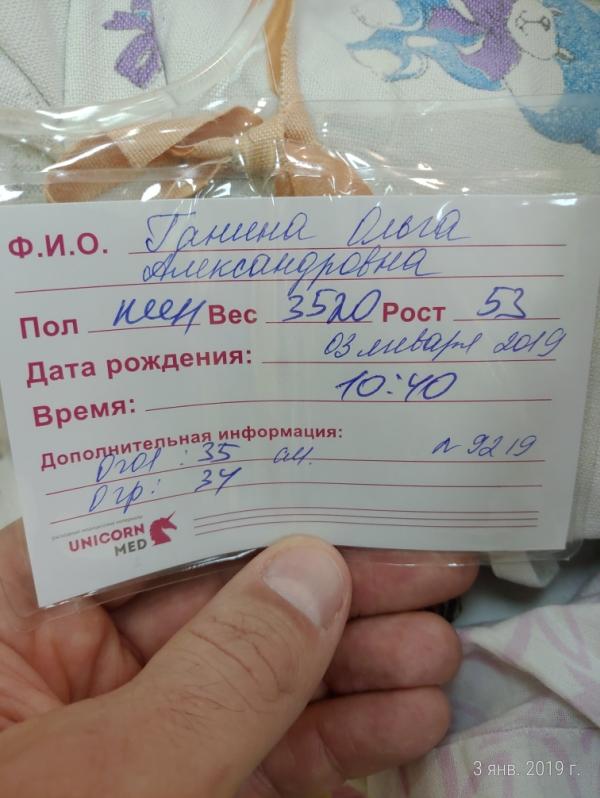 Ф.И.О. Ганина Ольга
Александровна
Пол жен Вес 3520 Рост 53
Дата рождения: 03 января 2019
Время: 10:40
Дополнительная информация:
Огол : 35 см. № 9219
Огр: 34
UNICORN
MED
3 янв. 2019 г.